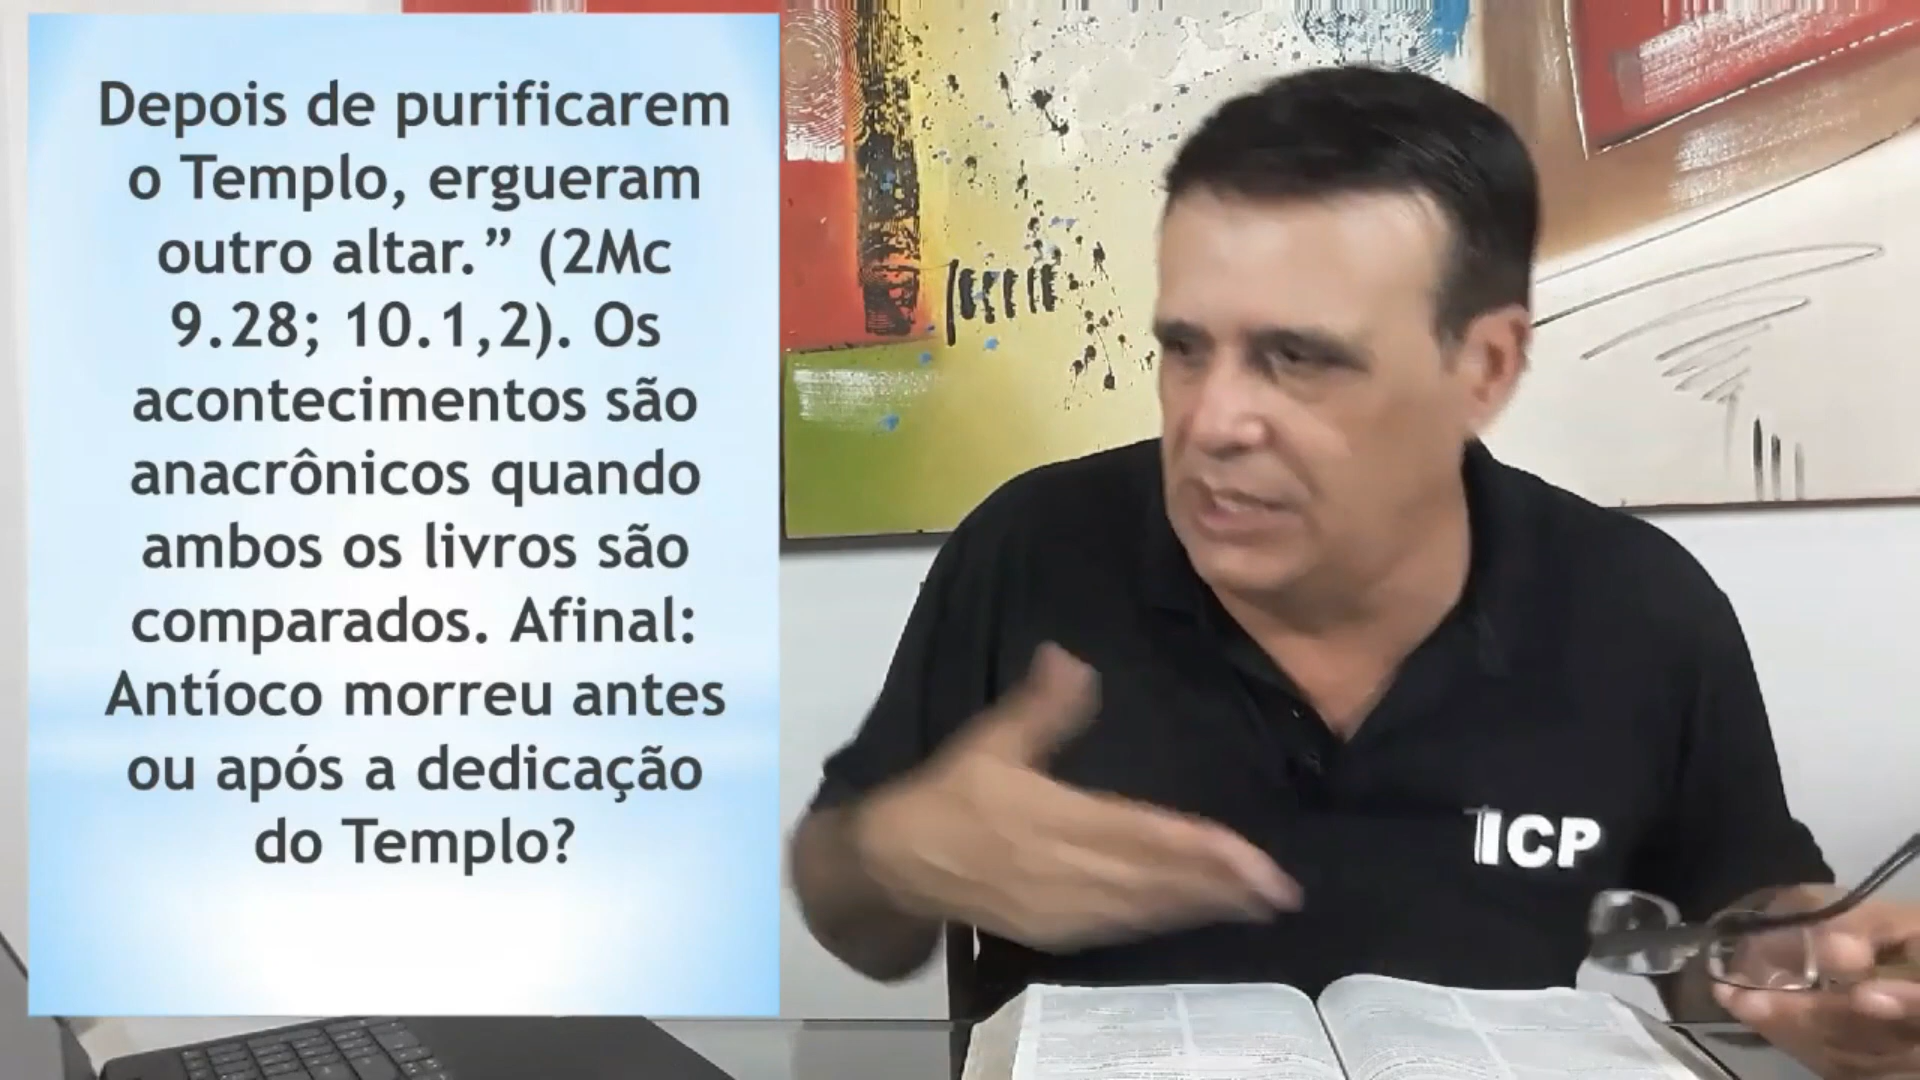 Depois de purificarem
o Templo, ergueram
outro altar.” (2Mc
9.28; 10.1,2). Os
acontecimentos são
anacrônicos quando
ambos os livros são
comparados. Afinal:
Antíoco morreu antes
ou após a dedicação
do Templo?
ICP